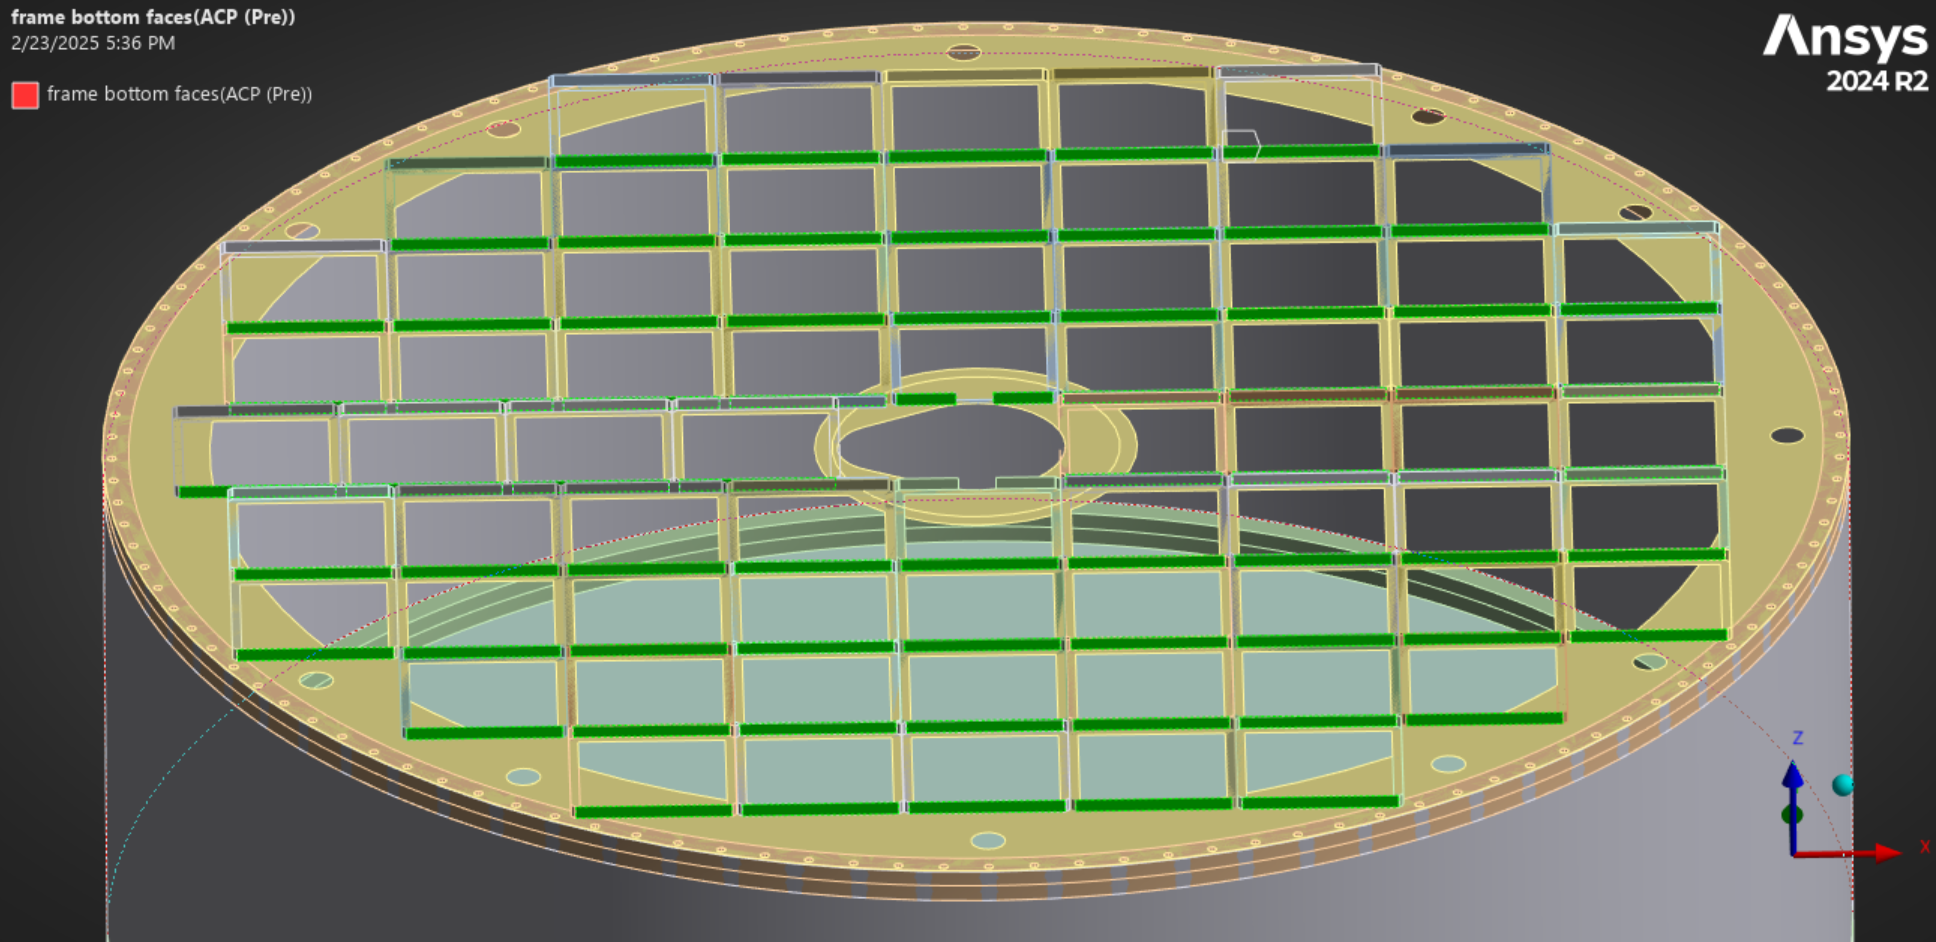 frame bottom faces(ACP (Pre))
2/23/2025 5:36 PM
frame bottom faces(ACP (Pre))
Ansys
2024 R2
Z
X